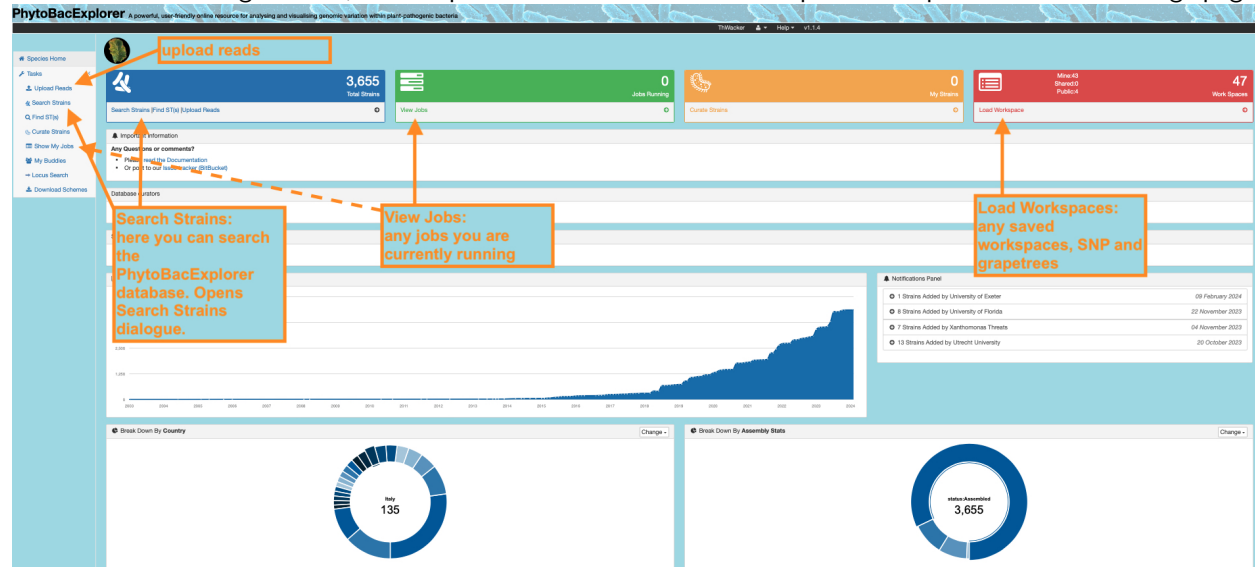 PhytoBacExplorer A powerful, user-friendly online resource for analysing and visualising genomic variation within plant-pathogenic bacteria
ThWacker
Help
v1.1.4
upload reads
Species Home
Tasks
Upload Reads
Search Strains
Find ST(s)
Curate Strains
Show My Jobs
My Buddies
Locus Search
Download Schemes
3,655
Total Strains
Search Strains |Find ST(s) |Upload Reads
0
Jobs Running
View Jobs
0
My Strains
Curate Strains
Mine:43
Shared:0
Public:4
47
Work Spaces
Load Workspace
Important Information
Any Questions or comments?
Please read the Documentation
Or post to our Issue tracker (BitBucket)
Database curators
Search Strains:
here you can search
the
PhytoBacExplorer
database. Opens
Search Strains
dialogue.
View Jobs:
any jobs you are
currently running
Load Workspaces:
any saved
workspaces, SNP and
grapetrees
Notifications Panel
1 Strains Added by University of Exeter 09 February 2024
8 Strains Added by University of Florida 22 November 2023
7 Strains Added by Xanthomonas Threats 04 November 2023
13 Strains Added by Utrecht University 20 October 2023
0
2003 2004 2005 2006 2007 2008 2009 2010 2011 2012 2013 2014 2015 2016 2017 2018 2019 2020 2021 2022 2023 2024
Break Down By Country
Change
Italy
135
Break Down By Assembly Stats
Change
status:Assembled
3,655